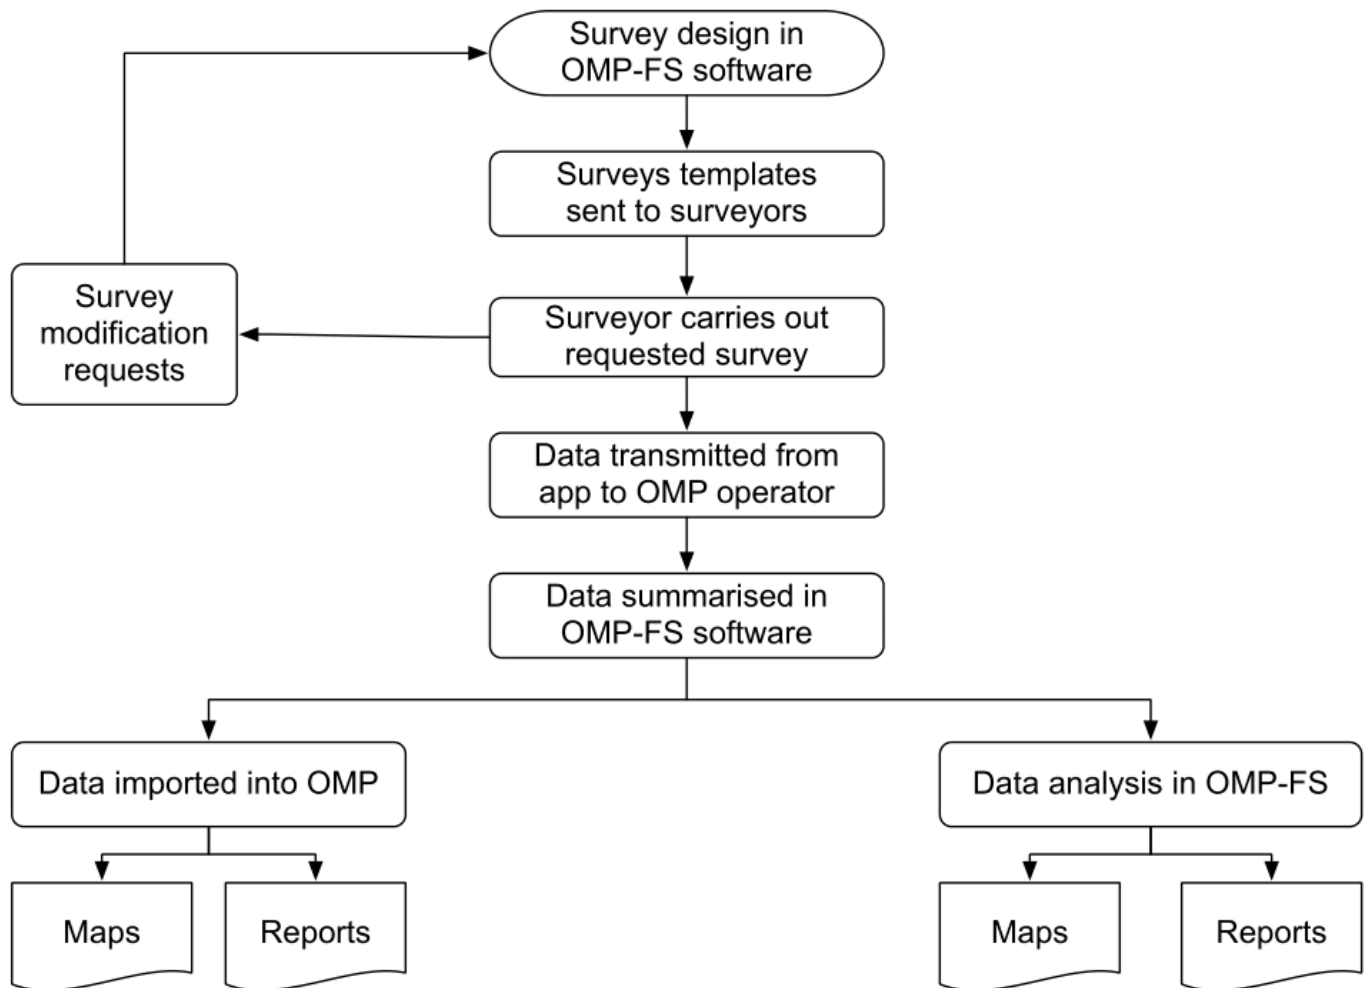 Survey design in
OMP-FS software
Surveys templates
sent to surveyors
Survey
modification
requests
Surveyor carries out
requested survey
Data transmitted from
app to OMP operator
Data summarised in
OMP-FS software
Data imported into OMP
Data analysis in OMP-FS
Maps
Reports
Maps
Reports